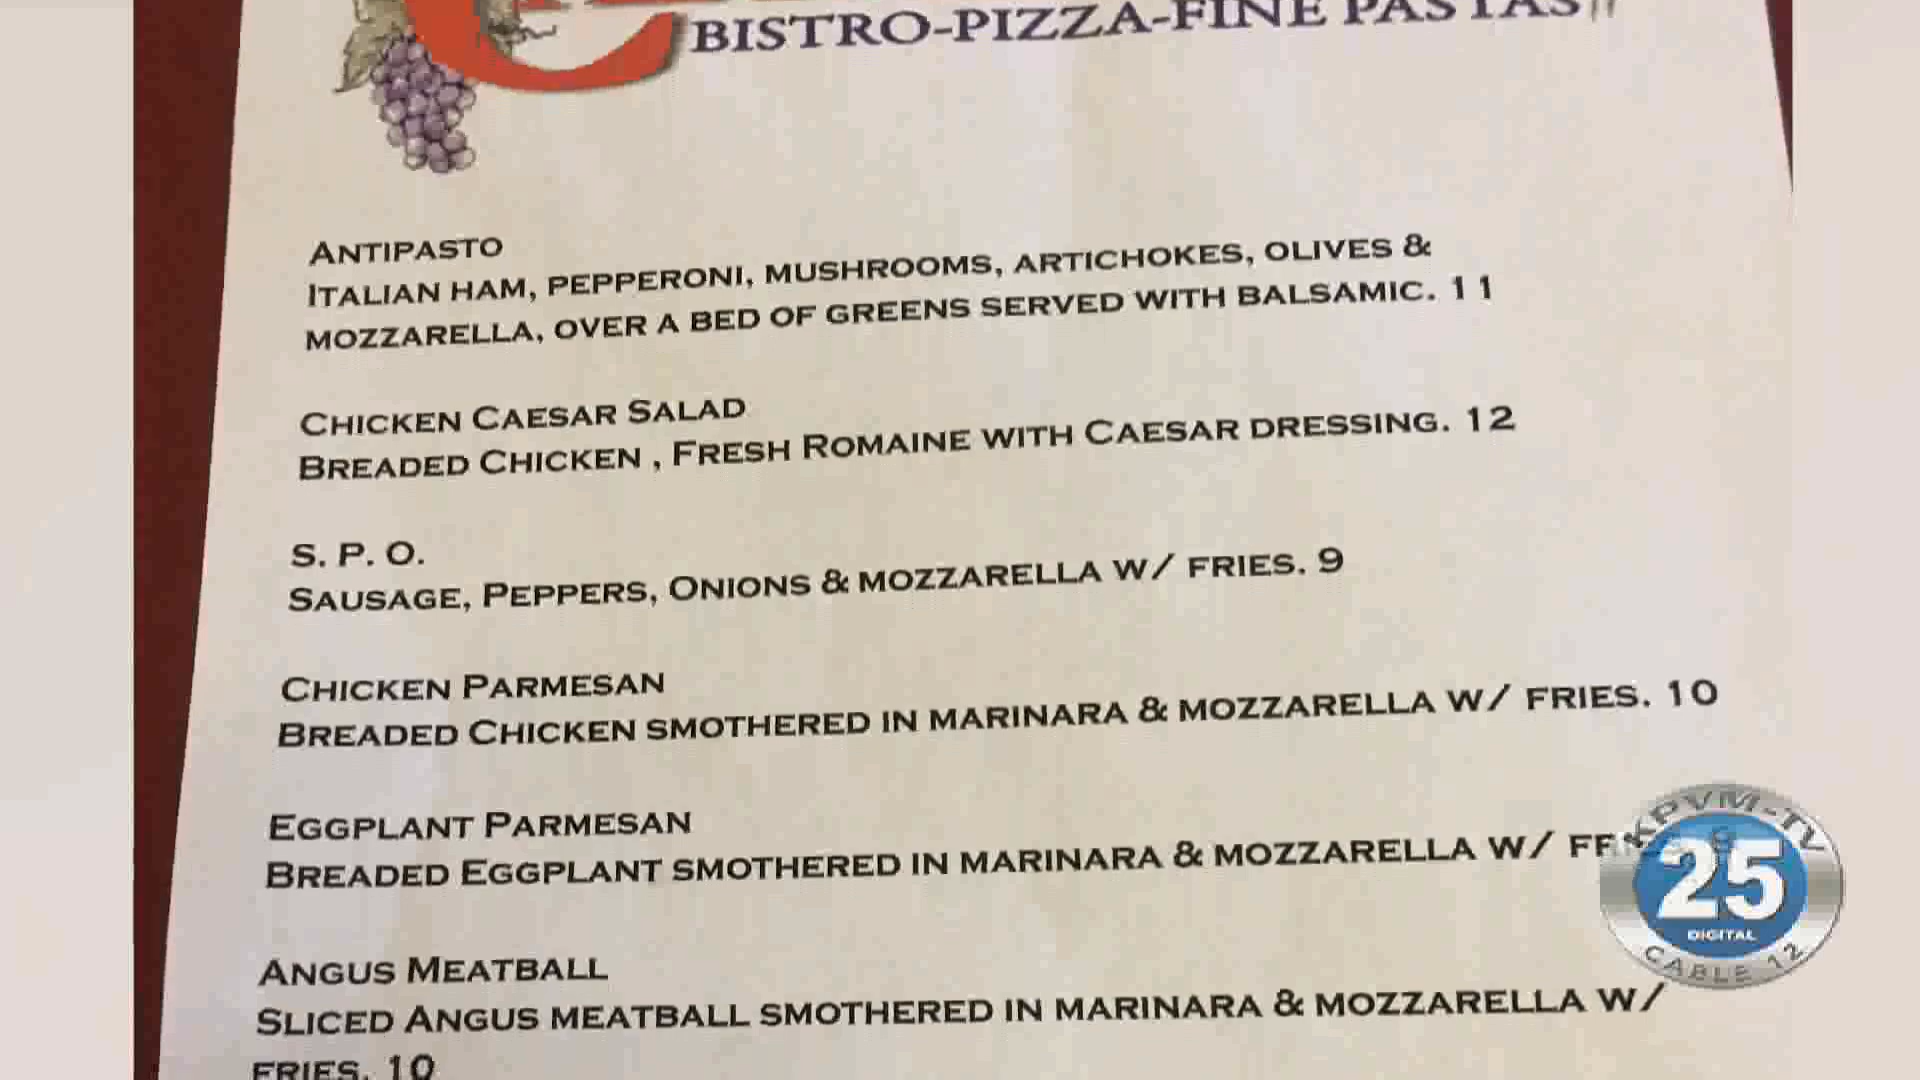 BISTRO-PIZZA-FINE PASTAS
ANTIPASTO
ITALIAN HAM, PEPPERONI, MUSHROOMS, ARTICHOKES, OLIVES &
MOZZARELLA, OVER A BED OF GREENS SERVED WITH BALSAMIC. 11
CHICKEN CAESAR SALAD
BREADED CHICKEN , FRESH ROMAINE WITH CAESAR DRESSING. 12
S. P. O.
SAUSAGE, PEPPERS, ONIONS & MOZZARELLA W/ FRIES. 9
CHICKEN PARMESAN
BREADED CHICKEN SMOTHERED IN MARINARA & MOZZARELLA W/ FRIES. 10
EGGPLANT PARMESAN
BREADED EGGPLANT SMOTHERED IN MARINARA & MOZZARELLA W/
ANGUS MEATBALL
SLICED ANGUS MEATBALL SMOTHERED IN MARINARA & MOZZARELLA W/
FRIES. 10
KPVM-TV
25
DIGITAL
CABLE 12